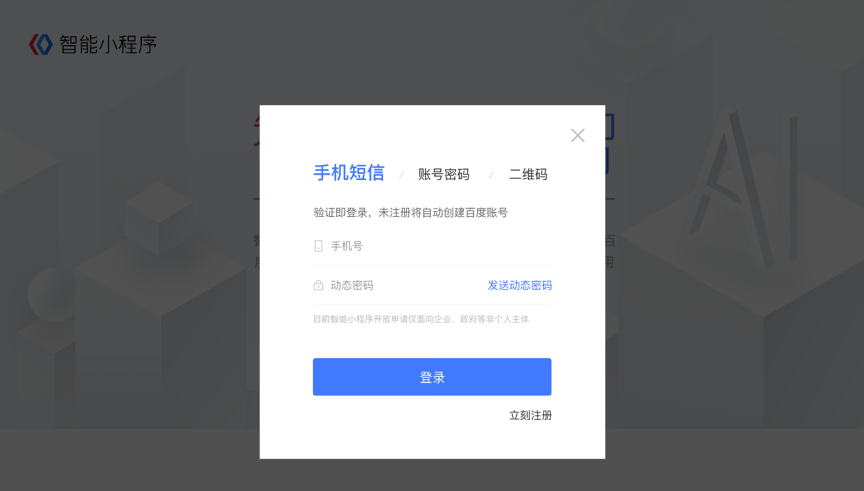 智能小程序
手机短信 / 账号密码 / 二维码
验证即登录，未注册将自动创建百度账号
手机号
动态密码 发送动态密码
目前智能小程序开放申请仅面向企业、政府等非个人主体
登录
立刻注册